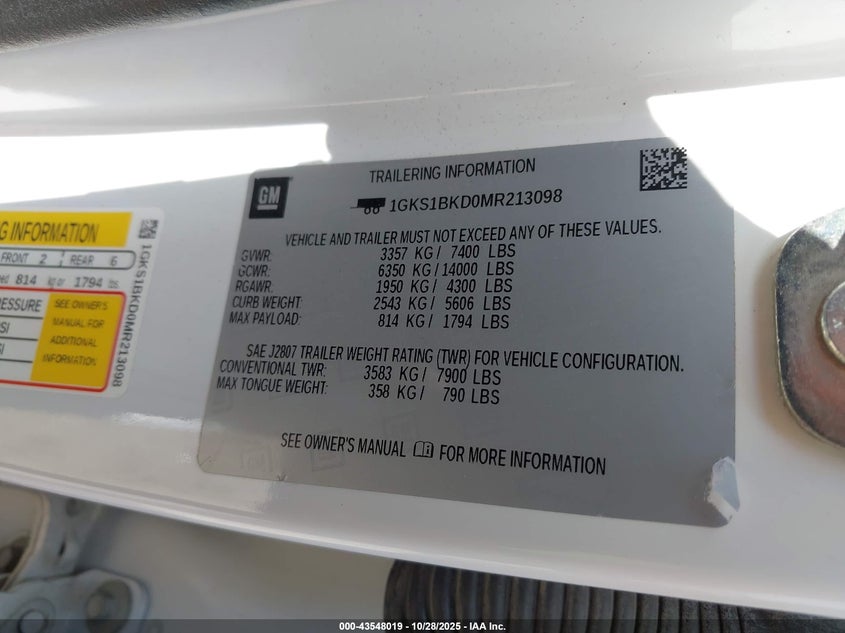 TRAILERING INFORMATION
GM
1GKS1BKD0MR213098
VEHICLE AND TRAILER MUST NOT EXCEED ANY OF THESE VALUES.
GVWR: 3357 KG / 7400 LBS
GCWR: 6350 KG / 14000 LBS
RGAWR: 1950 KG / 4300 LBS
CURB WEIGHT: 2543 KG / 5606 LBS
MAX PAYLOAD: 814 KG / 1794 LBS
SAE J2807 TRAILER WEIGHT RATING (TWR) FOR VEHICLE CONFIGURATION.
CONVENTIONAL TWR: 3583 KG / 7900 LBS
MAX TONGUE WEIGHT: 358 KG / 790 LBS
SEE OWNER'S MANUAL FOR MORE INFORMATION
INFORMATION
FRONT 2 REAR 6
814 kg or 1794 lbs.
PRESSURE
SEE OWNER'S
MANUAL FOR
ADDITIONAL
INFORMATION
1GKS1BKD0MR213098
000-43548019 - 10/28/2025 - IAA Inc.